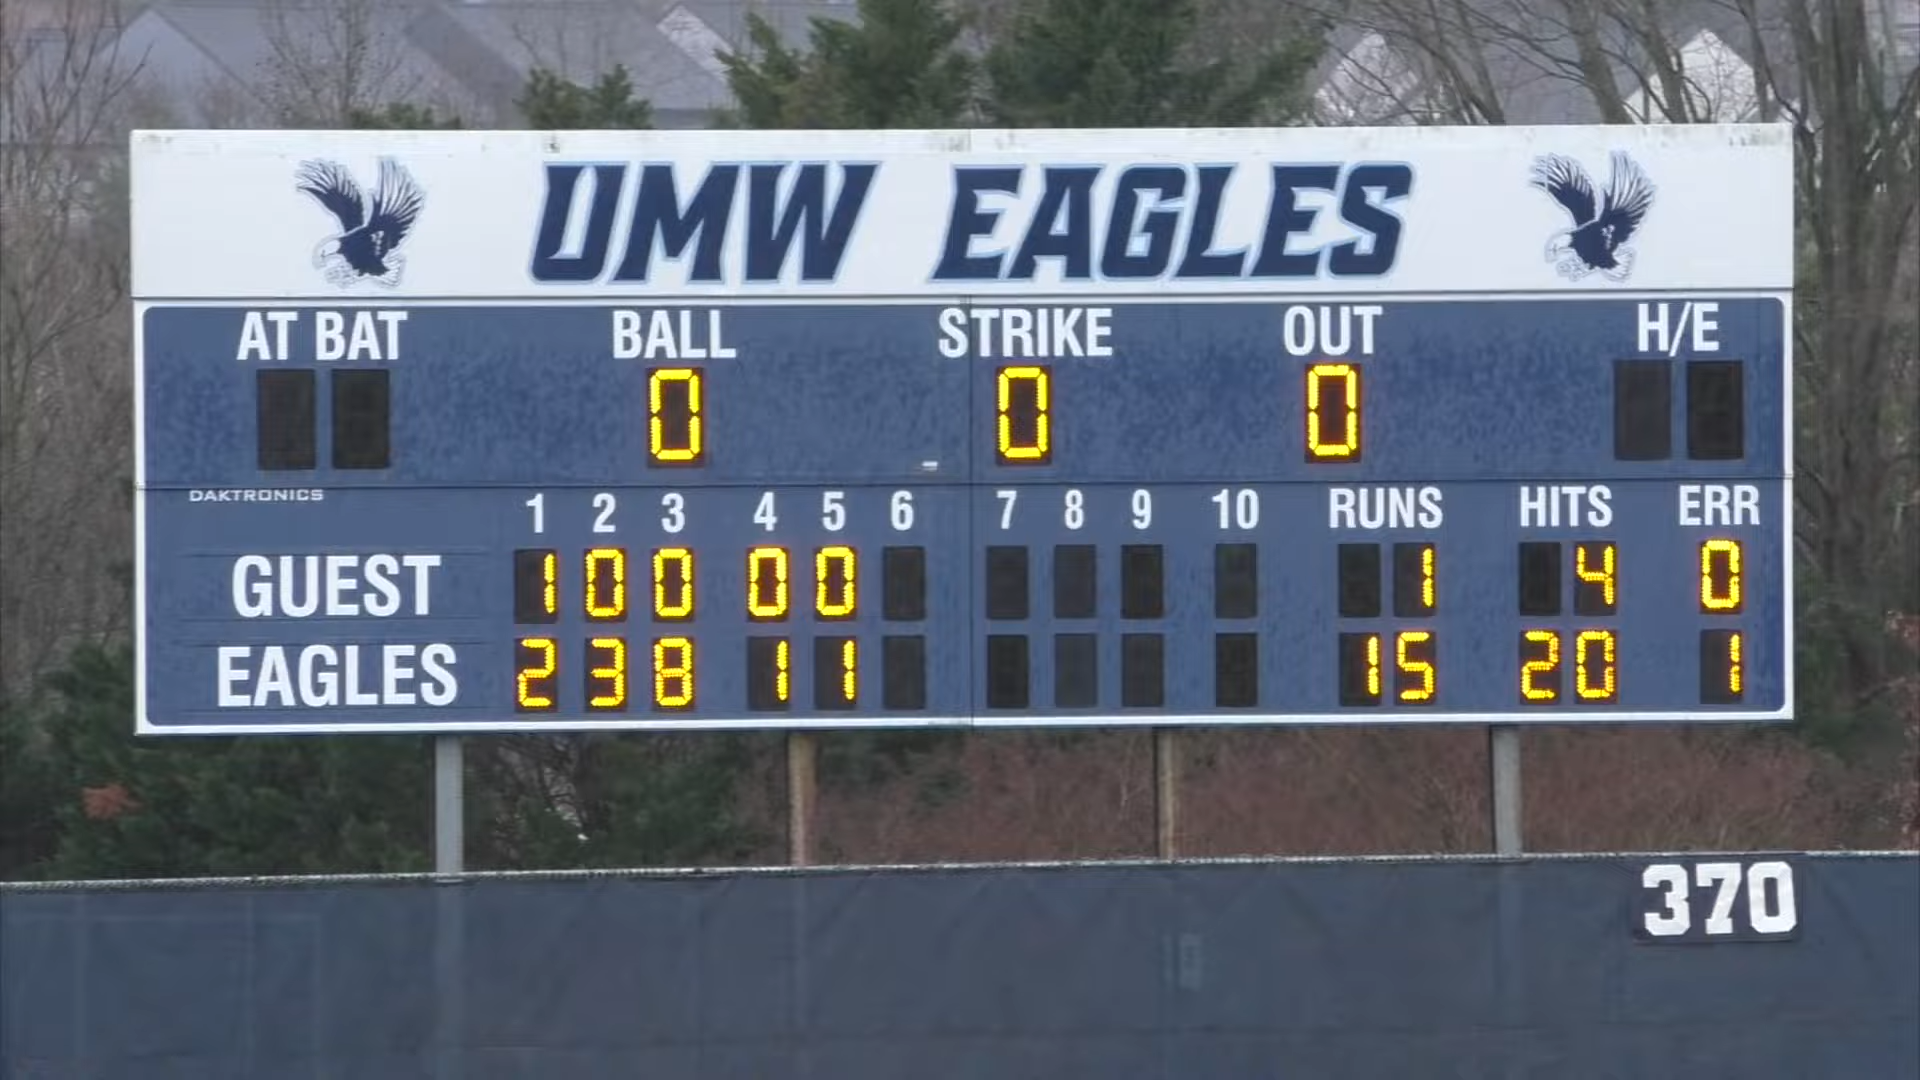 UMW EAGLES
AT BAT BALL STRIKE OUT H/E
0 0 0
DAKTRONICS
1 2 3 4 5 6 7 8 9 10 RUNS HITS ERR
GUEST 1 0 0 0 0 1 4 0
EAGLES 2 3 8 1 1 15 20 1
370